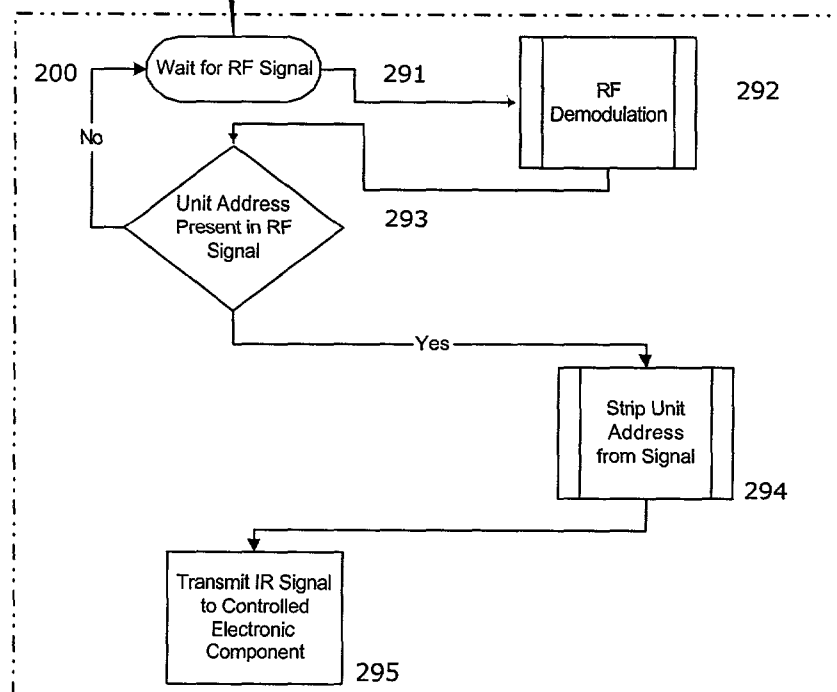 200
Wait for RF Signal
291
RF
Demodulation
292
No
Unit Address
Present in RF
Signal
293
Yes
Strip Unit
Address
from Signal
294
Transmit IR Signal
to Controlled
Electronic
Component
295